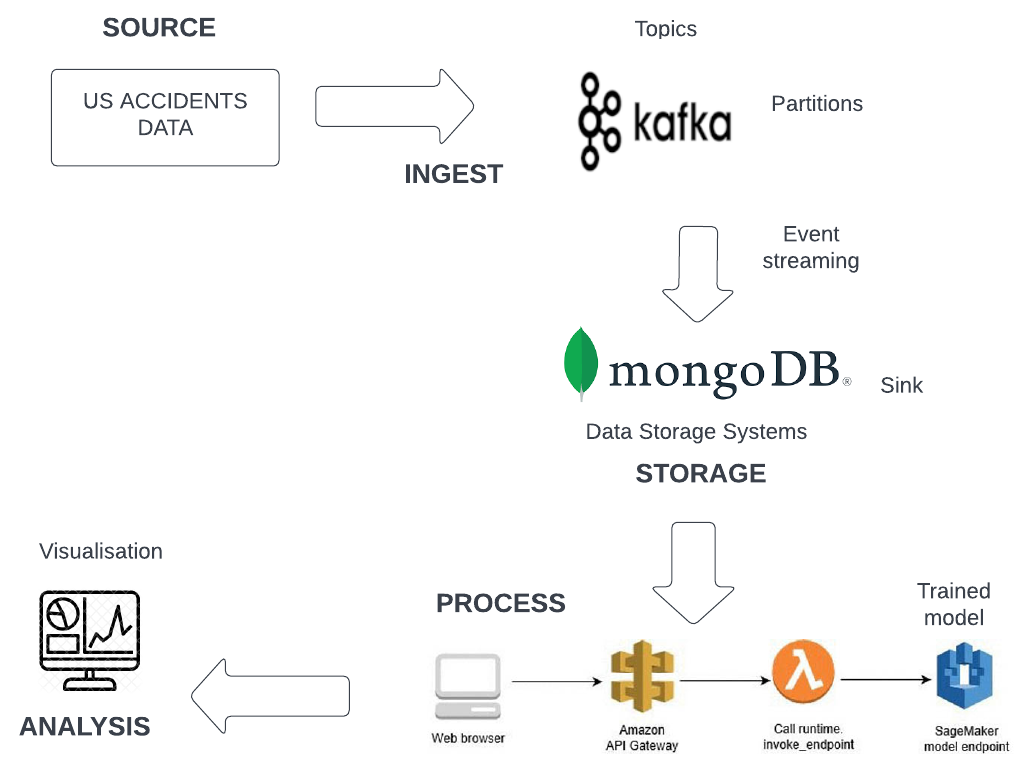 SOURCE
Topics
US ACCIDENTS
DATA
kafka
Partitions
INGEST
Event
streaming
mongoDB®
Sink
Data Storage Systems
STORAGE
Visualisation
PROCESS
Trained
model
ANALYSIS
Web browser
Amazon
API Gateway
Call runtime.
invoke_endpoint
SageMaker
model endpoint